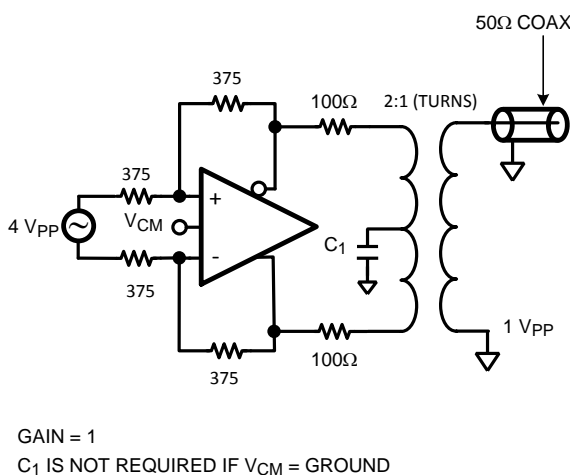 50Ω COAX
375
100Ω
2:1 (TURNS)
375
+
VCM
4 VPP
-
C1
375
375
100Ω
1 VPP
GAIN = 1
C1 IS NOT REQUIRED IF VCM = GROUND